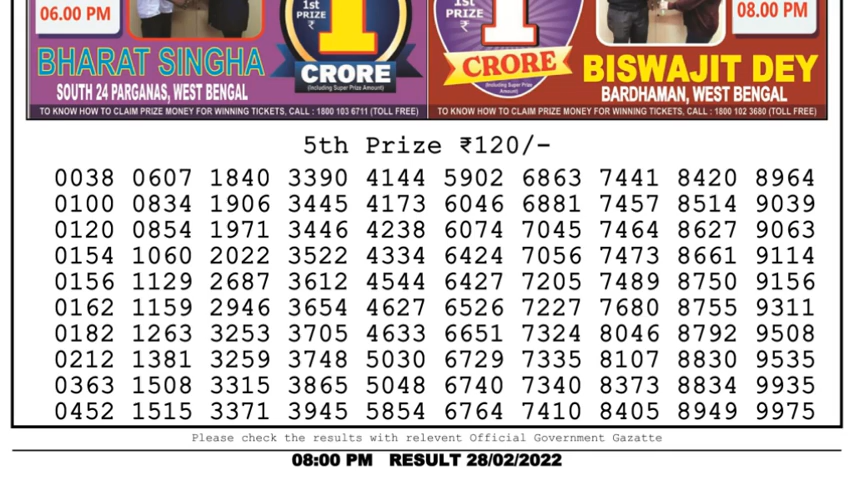 06.00 PM
1st
PRIZE
₹
1
CRORE
(Including Super Prize Amount)
BHARAT SINGHA
SOUTH 24 PARGANAS, WEST BENGAL
TO KNOW HOW TO CLAIM PRIZE MONEY FOR WINNING TICKETS, CALL : 1800 103 6711 (TOLL FREE)
1st
PRIZE
₹
1
CRORE
(Including Super Prize Amount)
08.00 PM
BISWAJIT DEY
BARDHAMAN, WEST BENGAL
TO KNOW HOW TO CLAIM PRIZE MONEY FOR WINNING TICKETS, CALL : 1800 102 3680 (TOLL FREE)
5th Prize ₹120/-
0038 0607 1840 3390 4144 5902 6863 7441 8420 8964
0100 0834 1906 3445 4173 6046 6881 7457 8514 9039
0120 0854 1971 3446 4238 6074 7045 7464 8627 9063
0154 1060 2022 3522 4334 6424 7056 7473 8661 9114
0156 1129 2687 3612 4544 6427 7205 7489 8750 9156
0162 1159 2946 3654 4627 6526 7227 7680 8755 9311
0182 1263 3253 3705 4633 6651 7324 8046 8792 9508
0212 1381 3259 3748 5030 6729 7335 8107 8830 9535
0363 1508 3315 3865 5048 6740 7340 8373 8834 9935
0452 1515 3371 3945 5854 6764 7410 8405 8949 9975
Please check the results with relevent Official Government Gazatte
08:00 PM RESULT 28/02/2022